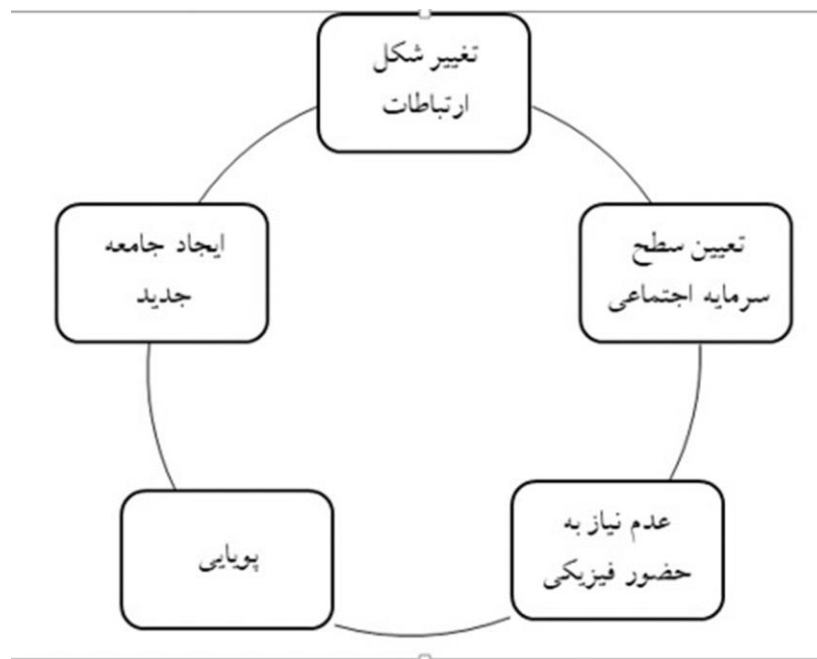 تغییر شکل
ارتباطات
تعیین سطح
سرمایه اجتماعی
عدم نیاز به
حضور فیزیکی
پویایی
ایجاد جامعه
جدید